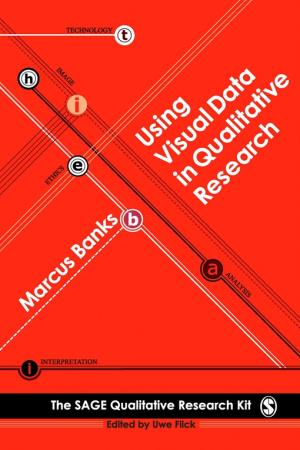 TECHNOLOGY
t
h
IMAGE
i
Using
Visual Data
in Qualitative
Research
ETHICS
e
Marcus Banks
b
a
ANALYSIS
i
INTERPRETATION
The SAGE Qualitative Research Kit
Edited by Uwe Flick
S